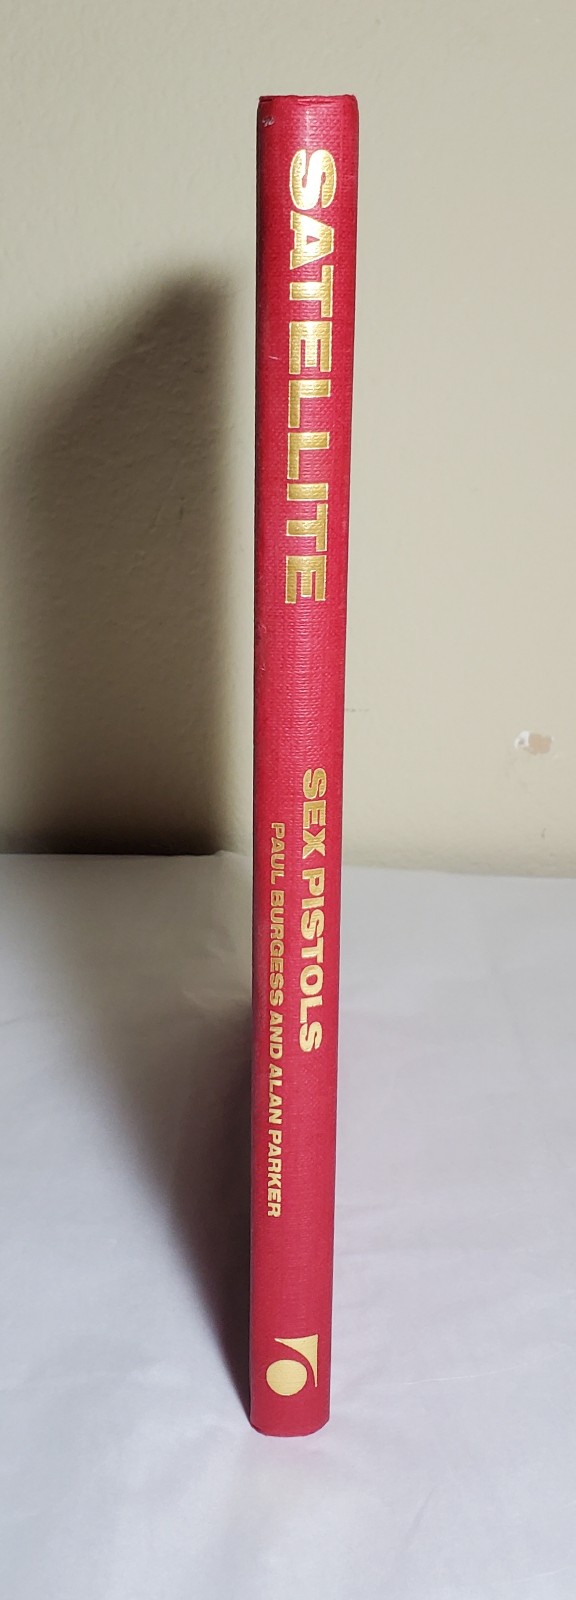 SATELLITE
SEX PISTOLS
PAUL BURGESS AND ALAN PARKER